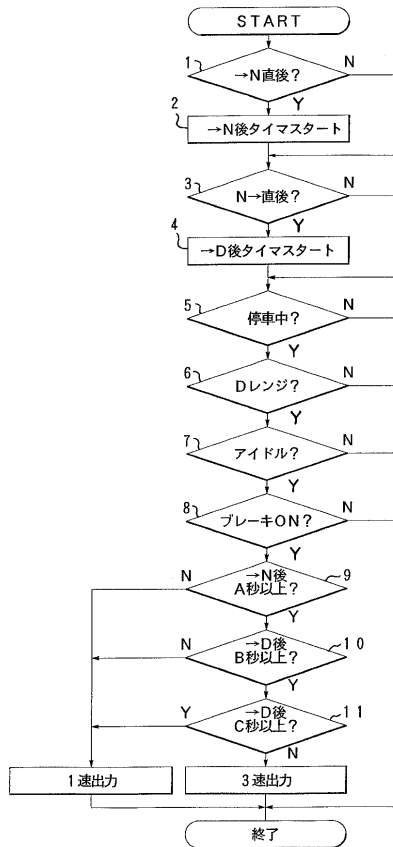 START
1
→N直後?
N
Y
2
→N後タイマスタート
3
N→直後?
N
Y
4
→D後タイマスタート
5
停車中?
N
Y
6
Dレンジ?
N
Y
7
アイドル?
N
Y
8
ブレーキON?
N
Y
9
→N後
A秒以上?
N
Y
10
→D後
B秒以上?
N
Y
11
→D後
C秒以上?
Y
N
1速出力
3速出力
終了